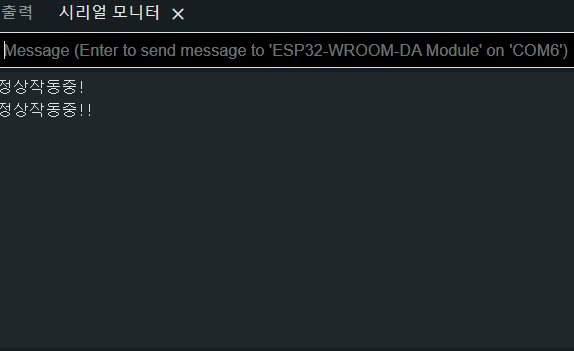 출력 시리얼 모니터
Message (Enter to send message to 'ESP32-WROOM-DA Module' on 'COM6')
정상작동중!
정상작동중!!